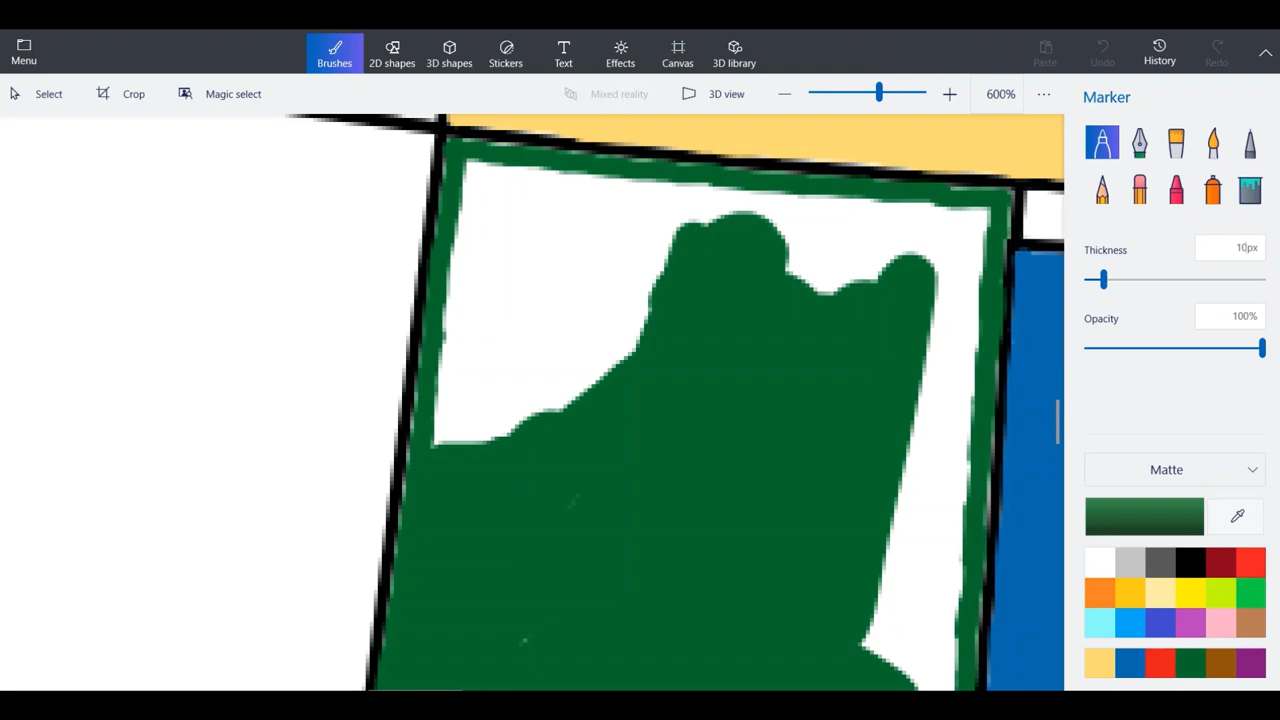 Menu
Brushes
2D shapes
3D shapes
Stickers
Text
Effects
Canvas
3D library
Paste
Undo
History
Redo
Select
Crop
Magic select
Mixed reality
3D view
600%
Marker
Thickness
10px
Opacity
100%
Matte